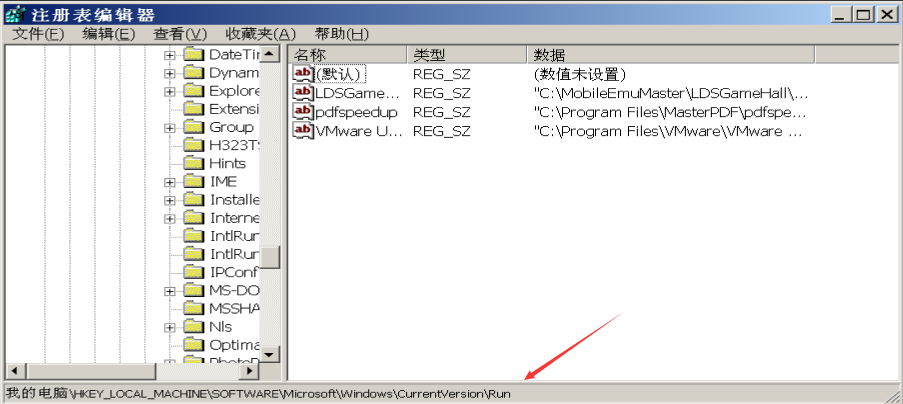 注册表编辑器
文件(F) 编辑(E) 查看(V) 收藏夹(A) 帮助(H)
名称 类型 数据
DateTi
Dynam
Explore
Extensi
Group
H323TS
Hints
IME
Installe
Interne
IntlRun
IntlRun
IPConf
MS-DO
MSSHA
Nls
Optima
PhotoP
(默认) REG_SZ (数值未设置)
LDSGame... REG_SZ "C:\MobileEmuMaster\LDSGameHall\...
pdfspeedup REG_SZ "C:\Program Files\MasterPDF\pdfspe...
VMware U... REG_SZ "C:\Program Files\VMware\VMware ...
我的电脑\HKEY_LOCAL_MACHINE\SOFTWARE\Microsoft\Windows\CurrentVersion\Run